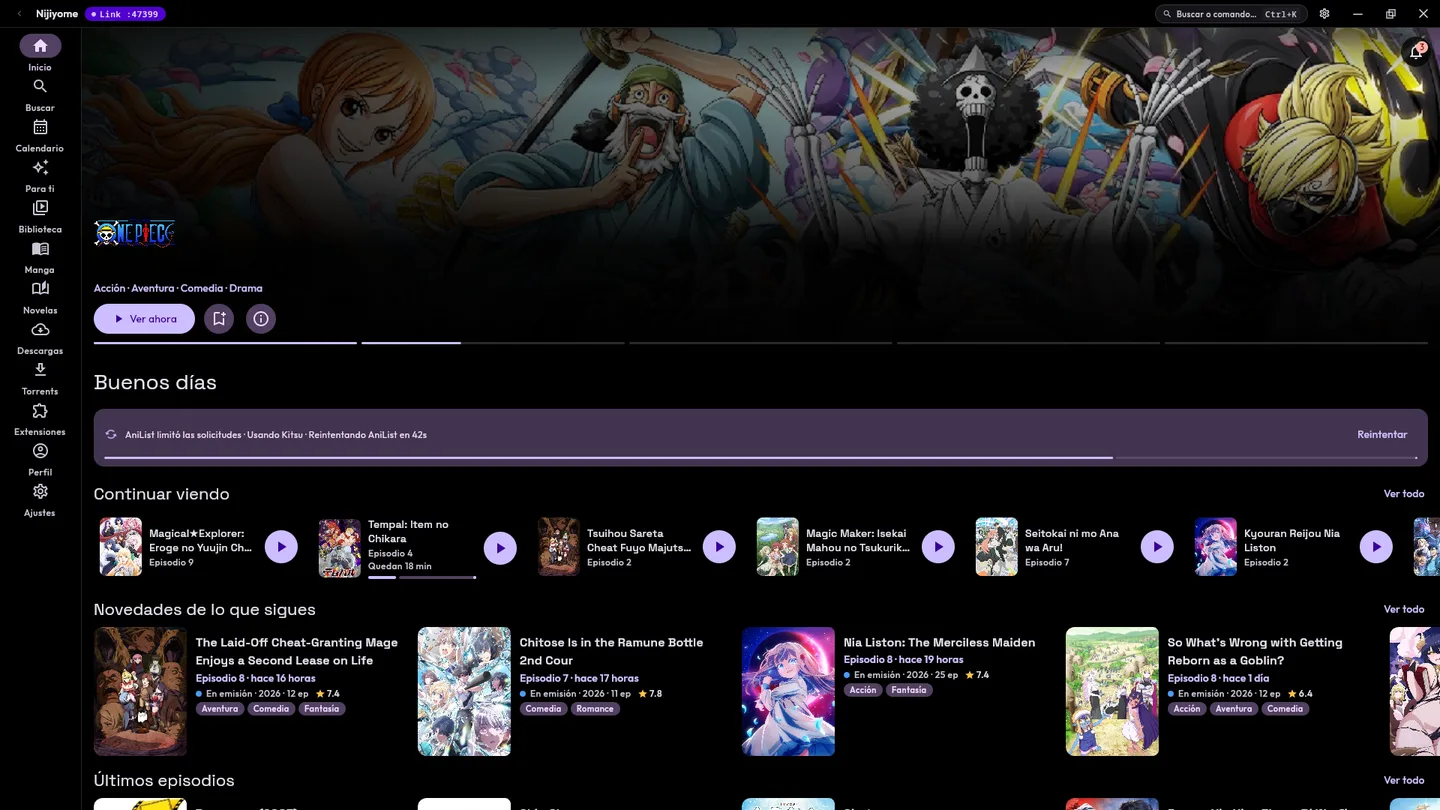 Nijiyome
Link :47399
Buscar o comando... Ctrl+K
3
Inicio
Buscar
Calendario
Para ti
Biblioteca
Manga
Novelas
Descargas
Torrents
Extensiones
Perfil
Ajustes
ONE PIECE
Acción · Aventura · Comedia · Drama
Ver ahora
Buenos días
AniList limitó las solicitudes · Usando Kitsu · Reintentando AniList en 42s
Reintentar
Continuar viendo
Ver todo
Magical★Explorer:
Eroge no Yuujin Ch...
Episodio 9
Tempal: Item no
Chikara
Episodio 4
Quedan 18 min
Tsuihou Sareta
Cheat Fuyo Majuts...
Episodio 2
Magic Maker: Isekai
Mahou no Tsukurik...
Episodio 2
Seitokai ni mo Ana
wa Aru!
Episodio 7
Kyouran Reijou Nia
Liston
Episodio 2
Novedades de lo que sigues
Ver todo
The Laid-Off Cheat-Granting Mage
Enjoys a Second Lease on Life
Episodio 8 · hace 16 horas
En emisión · 2026 · 12 ep ★ 7.4
Aventura Comedia Fantasía
Chitose Is in the Ramune Bottle
2nd Cour
Episodio 7 · hace 17 horas
En emisión · 2026 · 11 ep ★ 7.8
Comedia Romance
Nia Liston: The Merciless Maiden
Episodio 8 · hace 19 horas
En emisión · 2026 · 25 ep ★ 7.4
Acción Fantasía
So What's Wrong with Getting
Reborn as a Goblin?
Episodio 8 · hace 1 día
En emisión · 2026 · 12 ep ★ 6.4
Acción Aventura Comedia
Últimos episodios
Ver todo